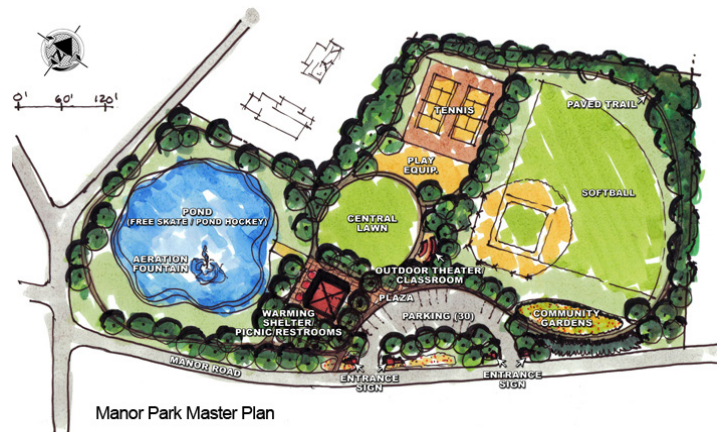 0' 60' 120'
PAVED TRAIL
TENNIS
PLAY
EQUIP.
SOFTBALL
POND
(FREE SKATE / POND HOCKEY)
CENTRAL
LAWN
AERATION
FOUNTAIN
OUTDOOR THEATER/
CLASSROOM
PLAZA
WARMING
SHELTER/
PICNIC/RESTROOMS
PARKING (30)
COMMUNITY
GARDENS
MANOR ROAD
ENTRANCE
SIGN
ENTRANCE
SIGN
Manor Park Master Plan